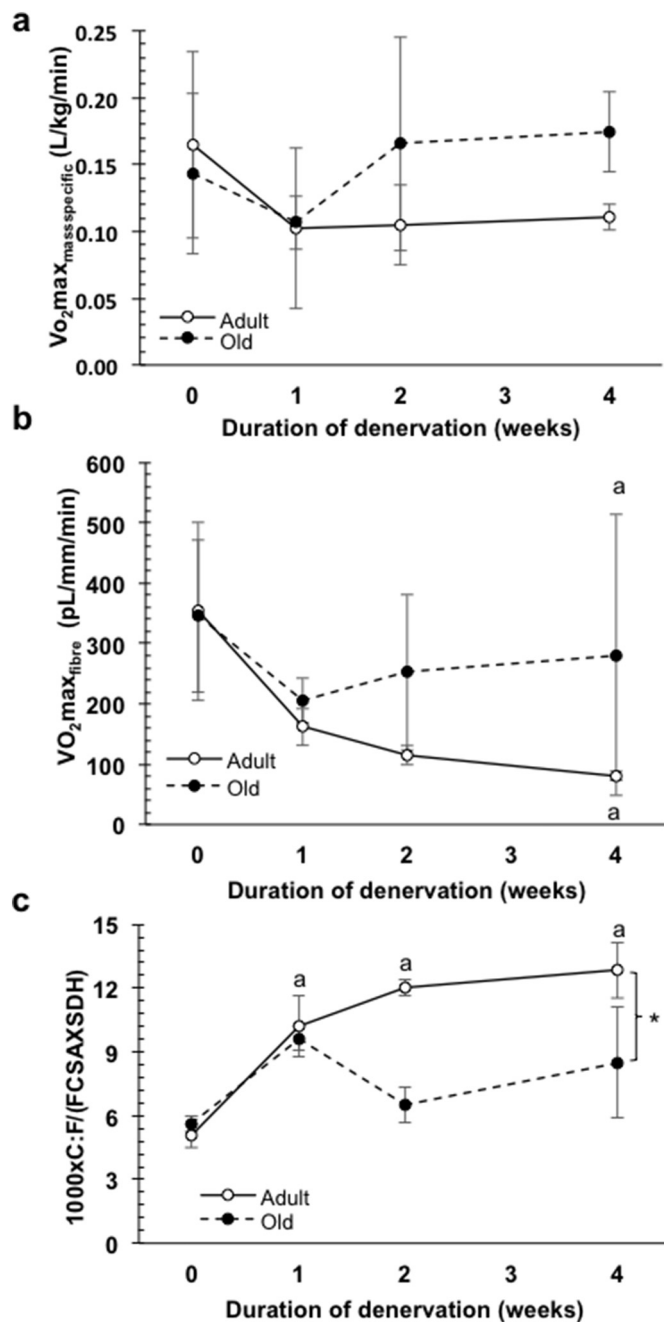 a
Vo2maxmassspecific (L/kg/min)
0.25
0.20
0.15
0.10
0.05
0.00
Adult
Old
0 1 2 3 4
Duration of denervation (weeks)
b
VO2maxfibre (pL/mm/min)
600
500
400
300
200
100
0
a
Adult
Old
a
0 1 2 3 4
Duration of denervation (weeks)
c
1000xC:F/(FCSAXSDH)
15
12
9
6
3
0
a a a
*
Adult
Old
0 1 2 3 4
Duration of denervation (weeks)